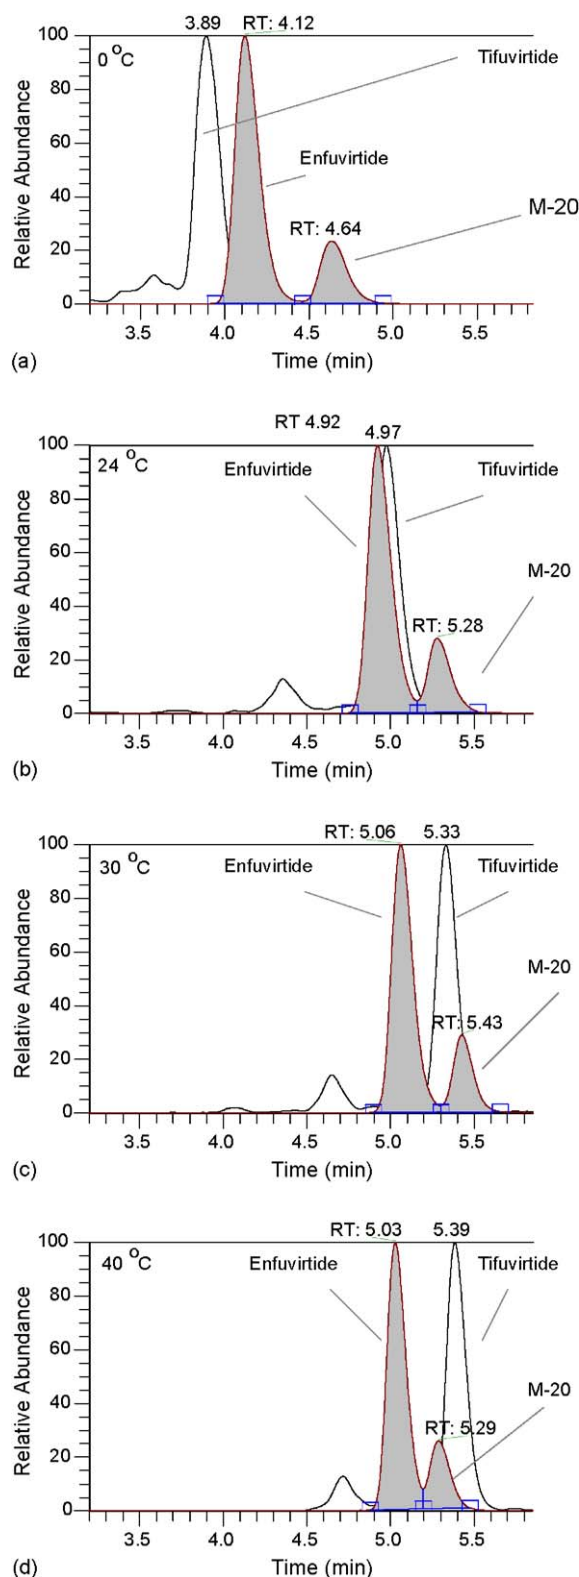 3.89 RT: 4.12
100
0 °C
Tifuvirtide
80
60
Enfuvirtide
M-20
40
RT: 4.64
20
0
Relative Abundance
3.5 4.0 4.5 5.0 5.5
(a) Time (min)
RT 4.92 4.97
100
24 °C
Enfuvirtide Tifuvirtide
80
60
M-20
40
RT: 5.28
20
0
Relative Abundance
3.5 4.0 4.5 5.0 5.5
(b) Time (min)
RT: 5.06 5.33
100
30 °C
Enfuvirtide Tifuvirtide
80
60
M-20
40
RT: 5.43
20
0
Relative Abundance
3.5 4.0 4.5 5.0 5.5
(c) Time (min)
RT: 5.03 5.39
100
40 °C
Enfuvirtide Tifuvirtide
80
60
M-20
40
RT: 5.29
20
0
Relative Abundance
3.5 4.0 4.5 5.0 5.5
(d) Time (min)